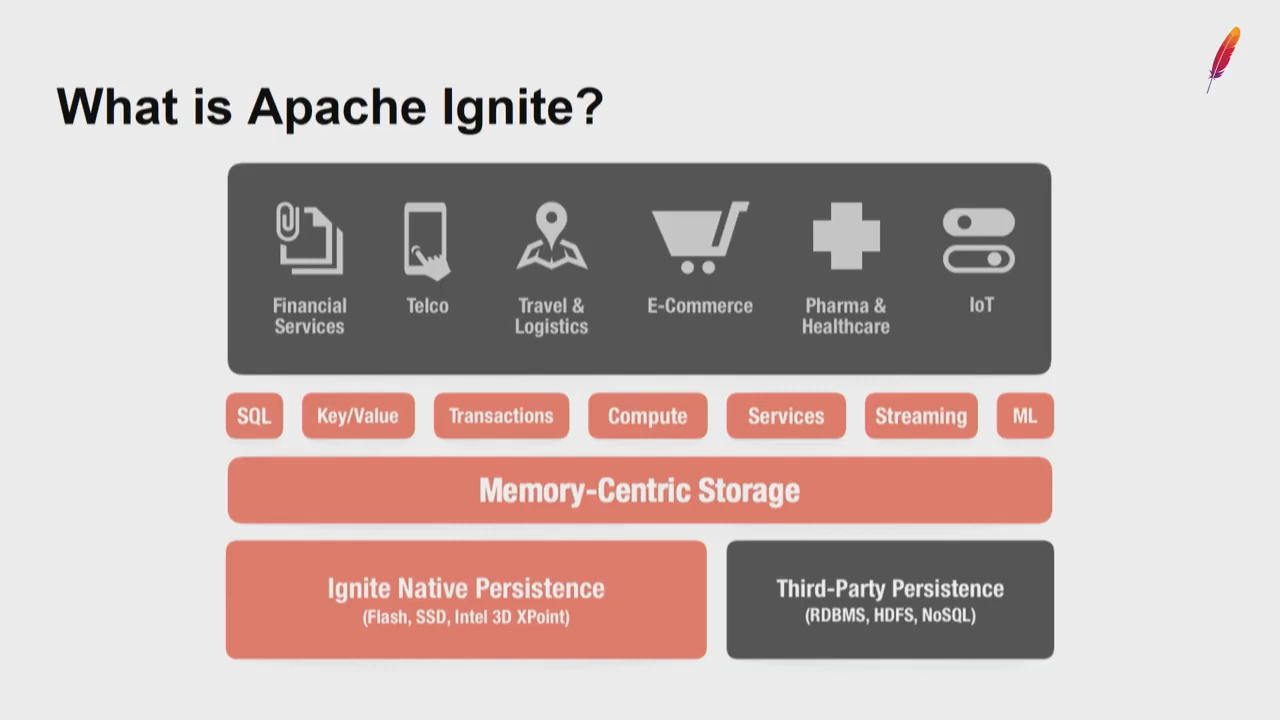 What is Apache Ignite?
Financial
Services
Telco
Travel &
Logistics
E-Commerce
Pharma &
Healthcare
IoT
SQL
Key/Value
Transactions
Compute
Services
Streaming
ML
Memory-Centric Storage
Ignite Native Persistence
(Flash, SSD, Intel 3D XPoint)
Third-Party Persistence
(RDBMS, HDFS, NoSQL)